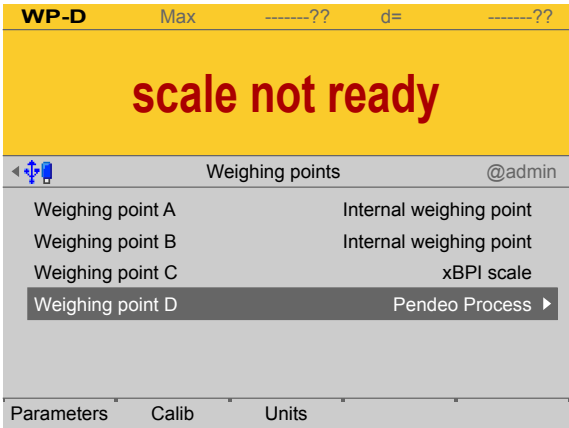 WP-D Max -------?? d= -------??
scale not ready
Weighing points @admin
Weighing point A Internal weighing point
Weighing point B Internal weighing point
Weighing point C xBPI scale
Weighing point D Pendeo Process
Parameters Calib Units